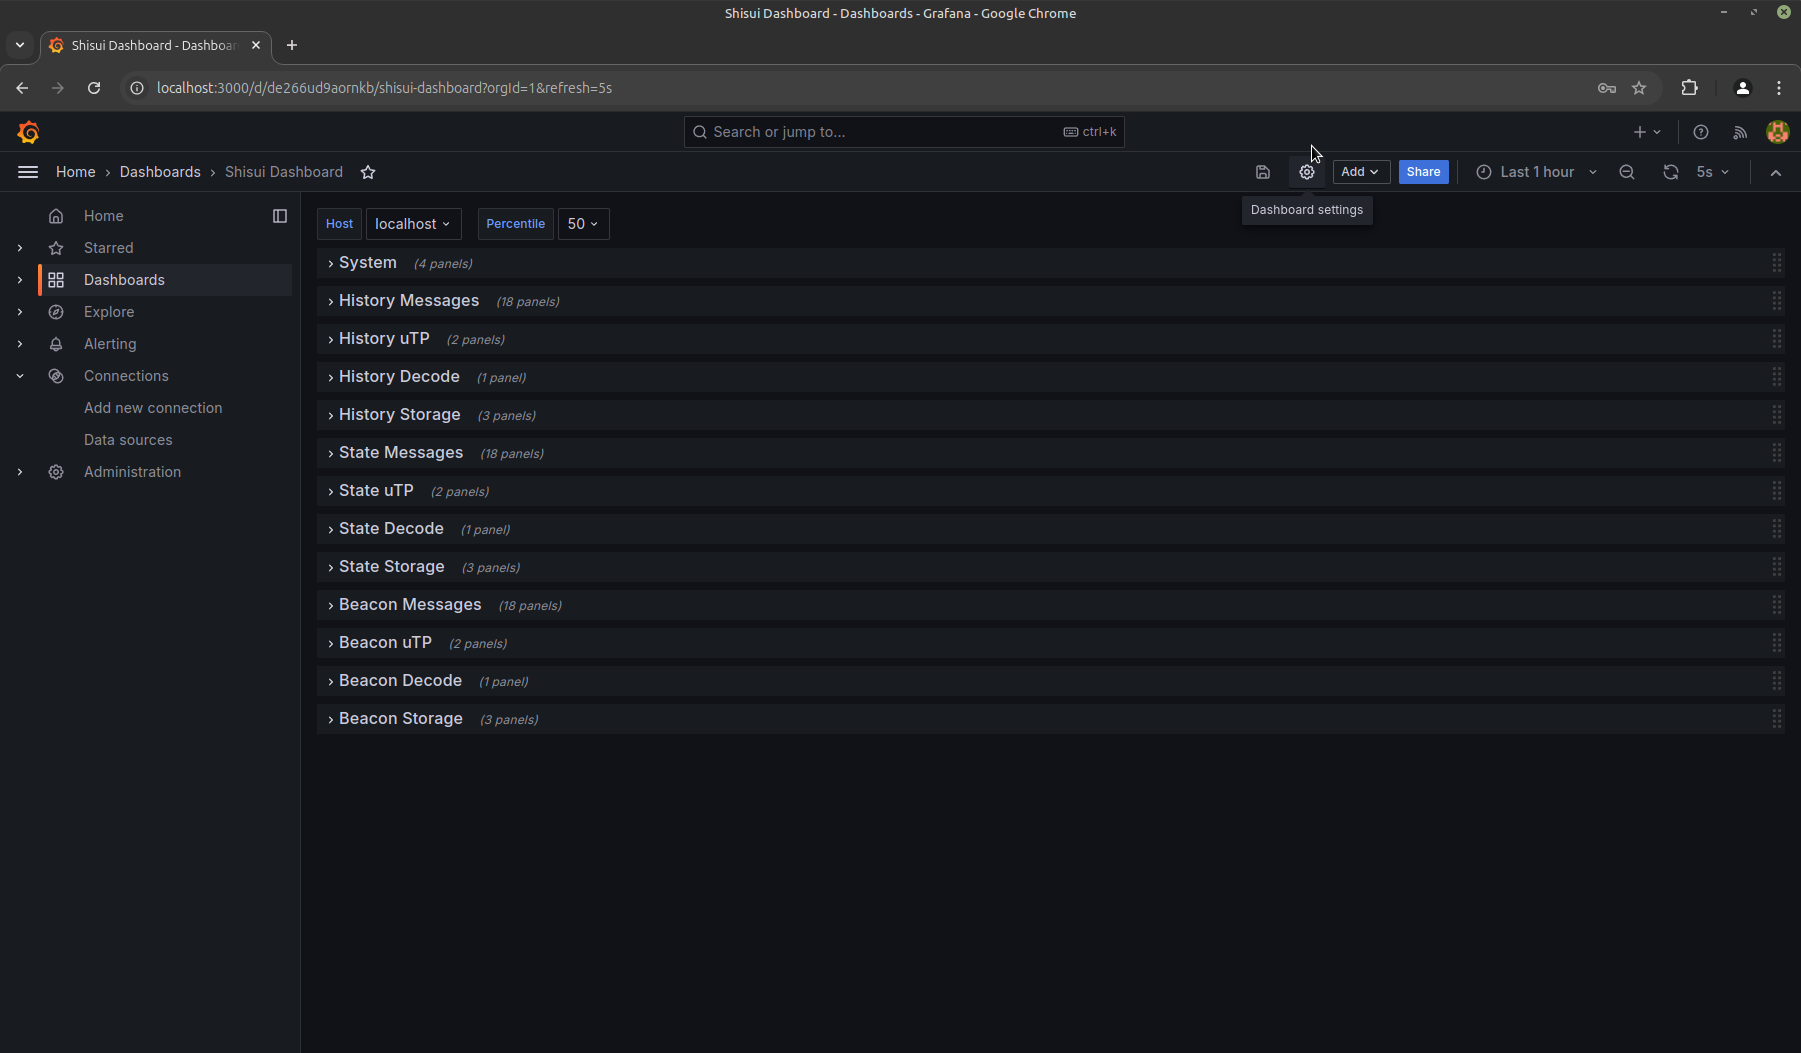 Shisui Dashboard - Dashboards - Grafana - Google Chrome
Shisui Dashboard - Dashboar
localhost:3000/d/de266ud9aornkb/shisui-dashboard?orgId=1&refresh=5s
Search or jump to... ctrl+k
Home › Dashboards › Shisui Dashboard Add Share Last 1 hour 5s
Dashboard settings
Home
Starred
Dashboards
Explore
Alerting
Connections
Add new connection
Data sources
Administration
Host localhost Percentile 50
System (4 panels)
History Messages (18 panels)
History uTP (2 panels)
History Decode (1 panel)
History Storage (3 panels)
State Messages (18 panels)
State uTP (2 panels)
State Decode (1 panel)
State Storage (3 panels)
Beacon Messages (18 panels)
Beacon uTP (2 panels)
Beacon Decode (1 panel)
Beacon Storage (3 panels)